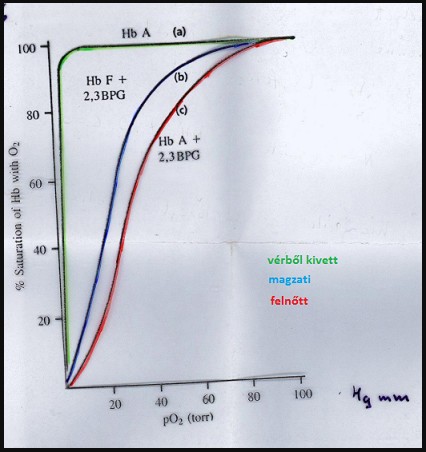 Hb A (a)
100
Hb F +
2,3BPG
(b)
80
(c)
Hb A +
2,3BPG
60
% Saturation of Hb with O₂
40
vérből kivett
magzati
felnőtt
20
20 40 60 80 100
pO₂ (torr)
Hg mm